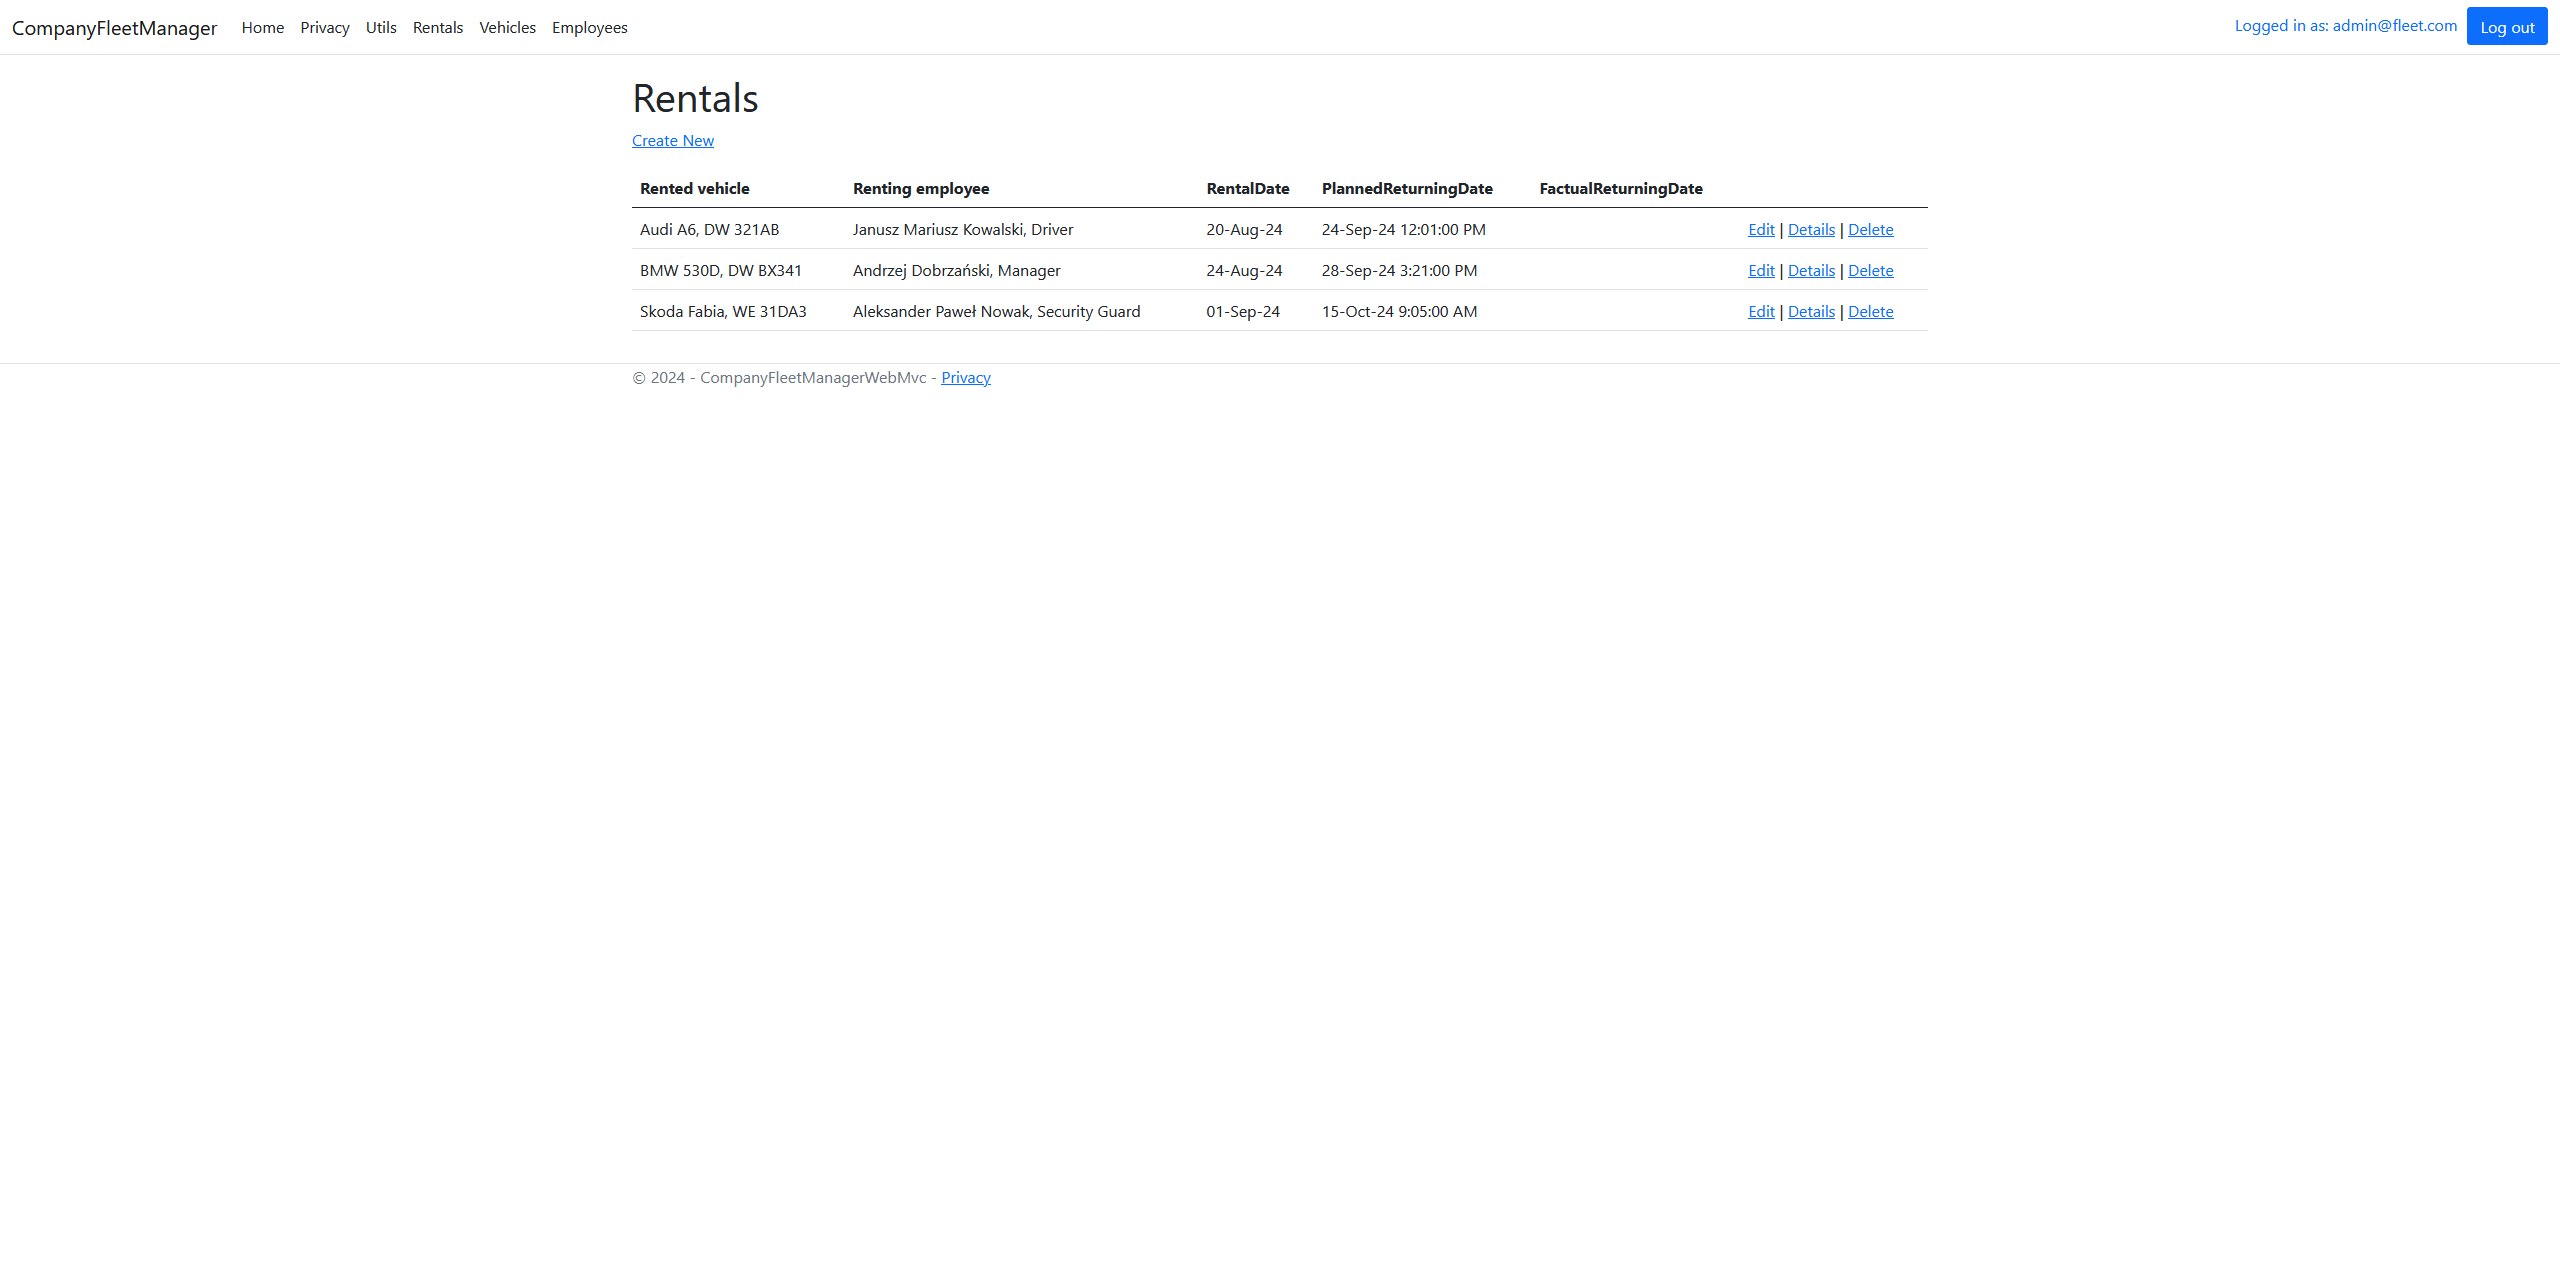 CompanyFleetManager Home Privacy Utils Rentals Vehicles Employees Logged in as: admin@fleet.com Log out
Rentals
Create New
Rented vehicle Renting employee RentalDate PlannedReturningDate FactualReturningDate
Audi A6, DW 321AB Janusz Mariusz Kowalski, Driver 20-Aug-24 24-Sep-24 12:01:00 PM Edit | Details | Delete
BMW 530D, DW BX341 Andrzej Dobrzański, Manager 24-Aug-24 28-Sep-24 3:21:00 PM Edit | Details | Delete
Skoda Fabia, WE 31DA3 Aleksander Paweł Nowak, Security Guard 01-Sep-24 15-Oct-24 9:05:00 AM Edit | Details | Delete
© 2024 - CompanyFleetManagerWebMvc - Privacy